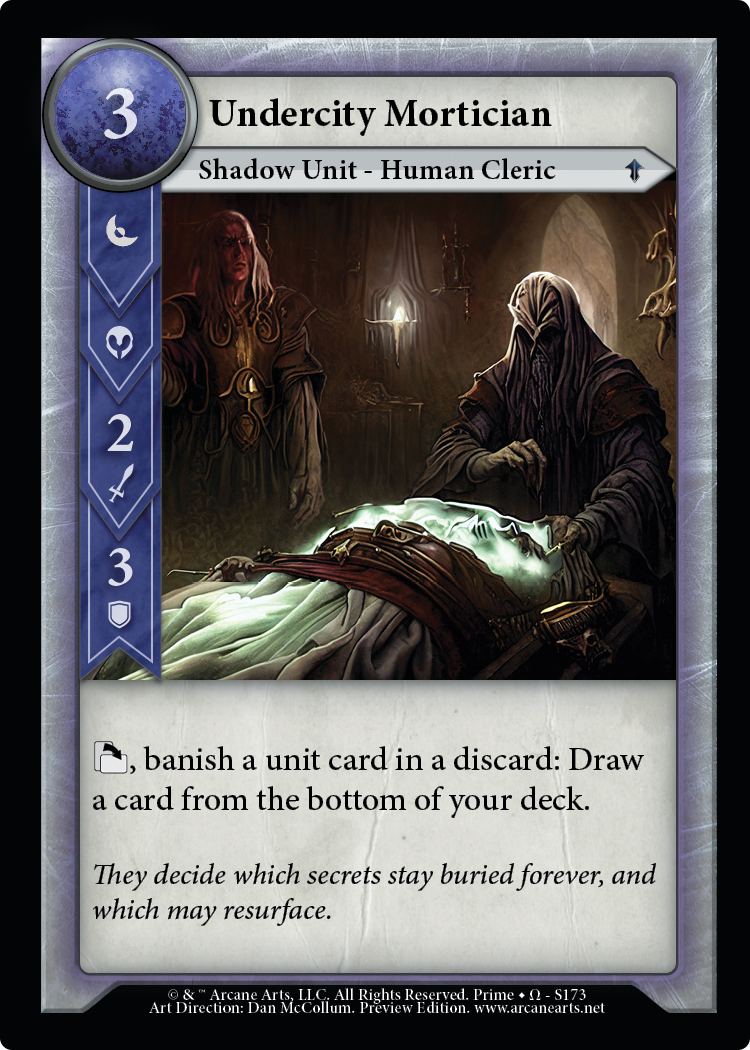 3
Undercity Mortician
Shadow Unit - Human Cleric
2
3
, banish a unit card in a discard: Draw
a card from the bottom of your deck.
They decide which secrets stay buried forever, and
which may resurface.
© & ™ Arcane Arts, LLC. All Rights Reserved. Prime ⬥ Ω - S173
Art Direction: Dan McCollum. Preview Edition. www.arcanearts.net